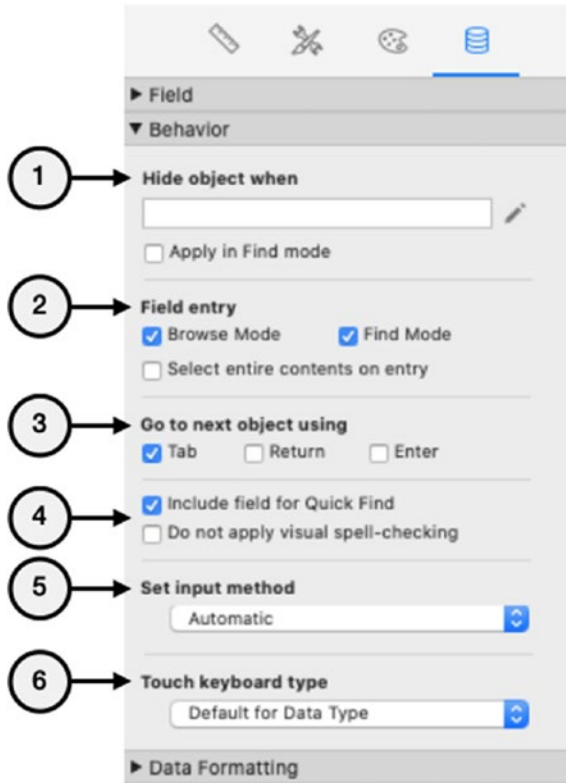 Field
Behavior
1 Hide object when
Apply in Find mode
2 Field entry
Browse Mode Find Mode
Select entire contents on entry
3 Go to next object using
Tab Return Enter
4 Include field for Quick Find
Do not apply visual spell-checking
5 Set input method
Automatic
6 Touch keyboard type
Default for Data Type
Data Formatting